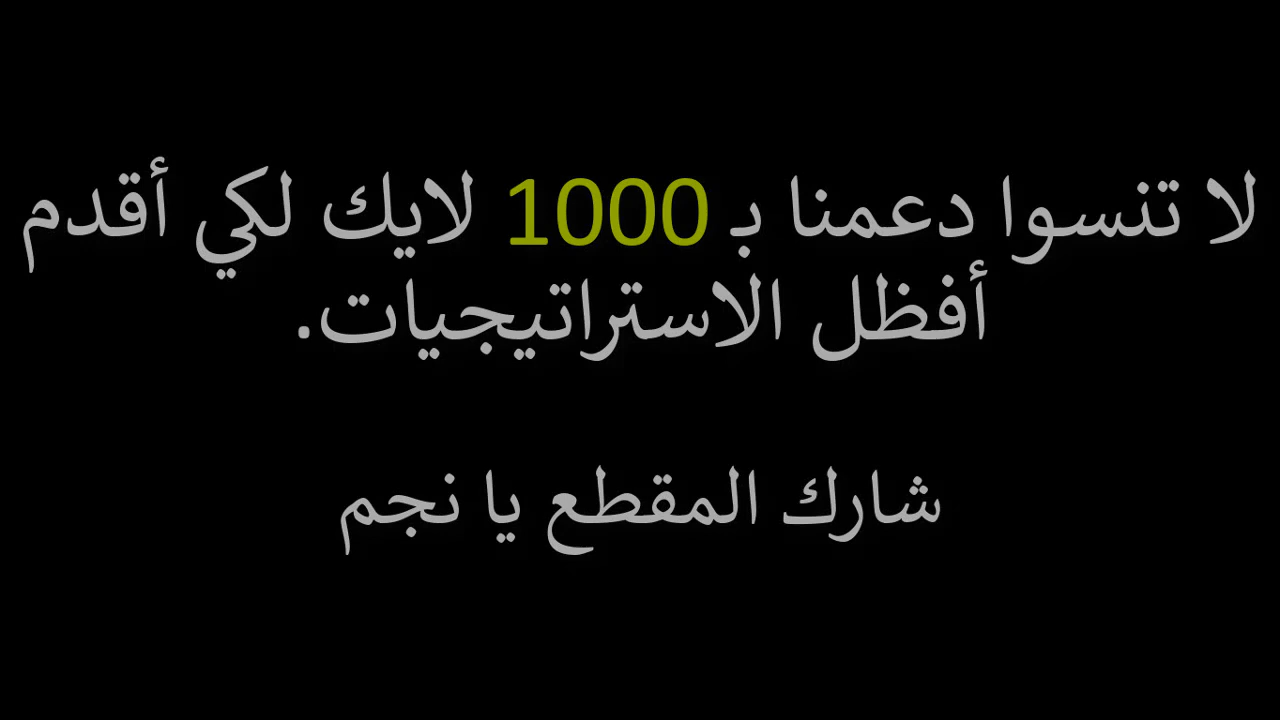 لا تنسوا دعمنا بـ 1000 لايك لكي أقدم
أفظل الاستراتيجيات.
شارك المقطع يا نجم